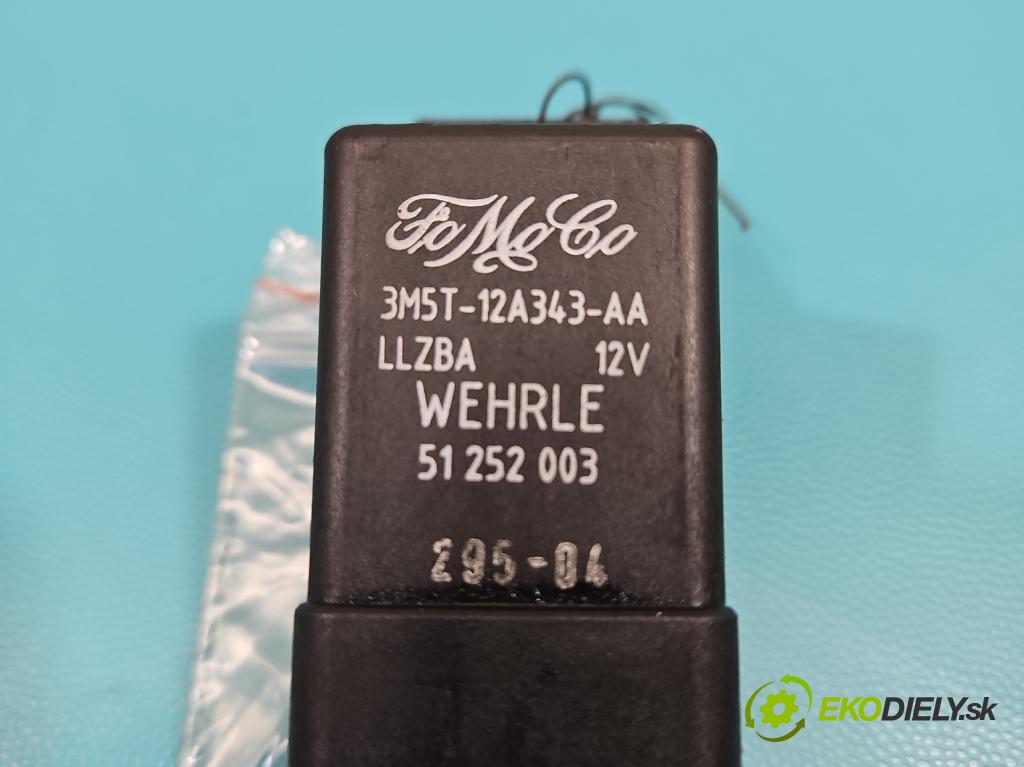 FoMoCo
3M5T-12A343-AA
LLZBA 12V
WEHRLE
51 252 003
295-04
EKODIELY.sk